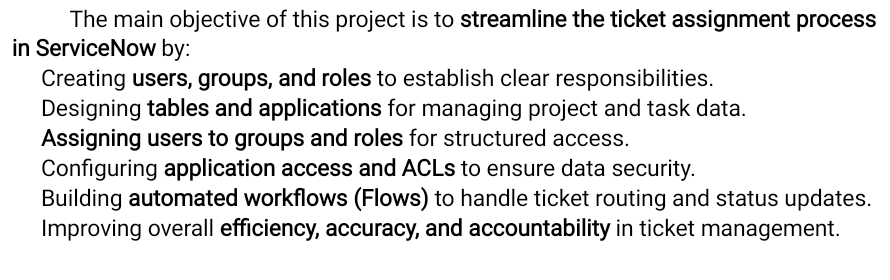 The main objective of this project is to streamline the ticket assignment process
in ServiceNow by:
Creating users, groups, and roles to establish clear responsibilities.
Designing tables and applications for managing project and task data.
Assigning users to groups and roles for structured access.
Configuring application access and ACLs to ensure data security.
Building automated workflows (Flows) to handle ticket routing and status updates.
Improving overall efficiency, accuracy, and accountability in ticket management.